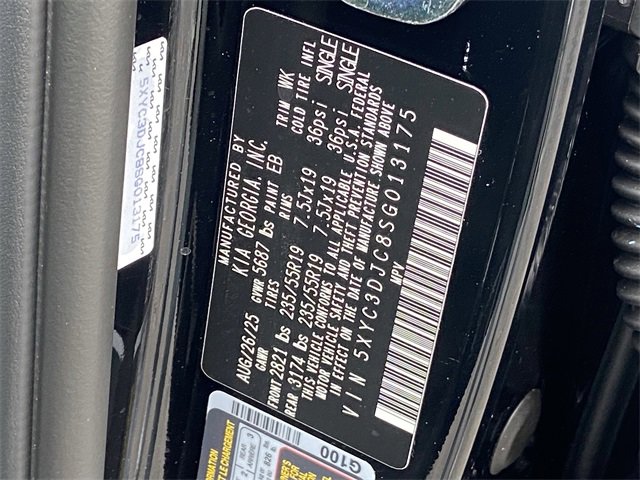 MANUFACTURED BY
KIA GEORGIA, INC.
AUG/26/25 GVWR 5687 lbs PAINT EB TRIM WK
GAWR TIRES RIMS COLD TIRE INFL
FRONT 2821 lbs 235/55R19 7.5Jx19 36psi SINGLE
REAR 3174 lbs 235/55R19 7.5Jx19 36psi SINGLE
THIS VEHICLE CONFORMS TO ALL APPLICABLE U.S.A. FEDERAL
MOTOR VEHICLE SAFETY AND THEFT PREVENTION STANDARDS
IN EFFECT ON THE DATE OF MANUFACTURE SHOWN ABOVE
VIN 5XYC3DJC8SG013175
MPV
5XYC3DJC8SG013175
Q100